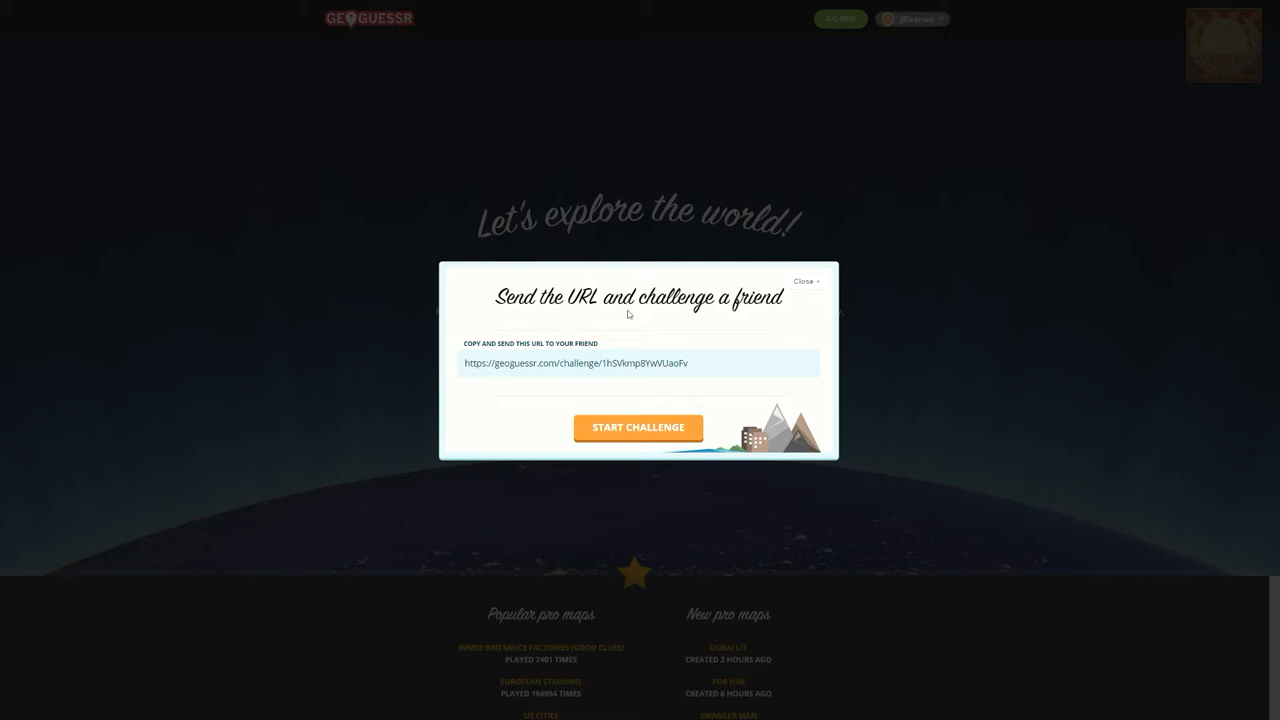 GEOGUESSR
GO PRO
jRicaroni
Let's explore the world!
Send the URL and challenge a friend
Close ×
COPY AND SEND THIS URL TO YOUR FRIEND
https://geoguessr.com/challenge/1hSVkmp8YwVUaoFv
START CHALLENGE
Popular pro maps
INSIDE BBQ SAUCE FACTORIES (GOOD CLUES)
PLAYED 7401 TIMES
EUROPEAN STADIUMS
PLAYED 194954 TIMES
US CITIES
New pro maps
DUBAI LIT
CREATED 2 HOURS AGO
FOR HIM
CREATED 6 HOURS AGO
SWAGGER MAN